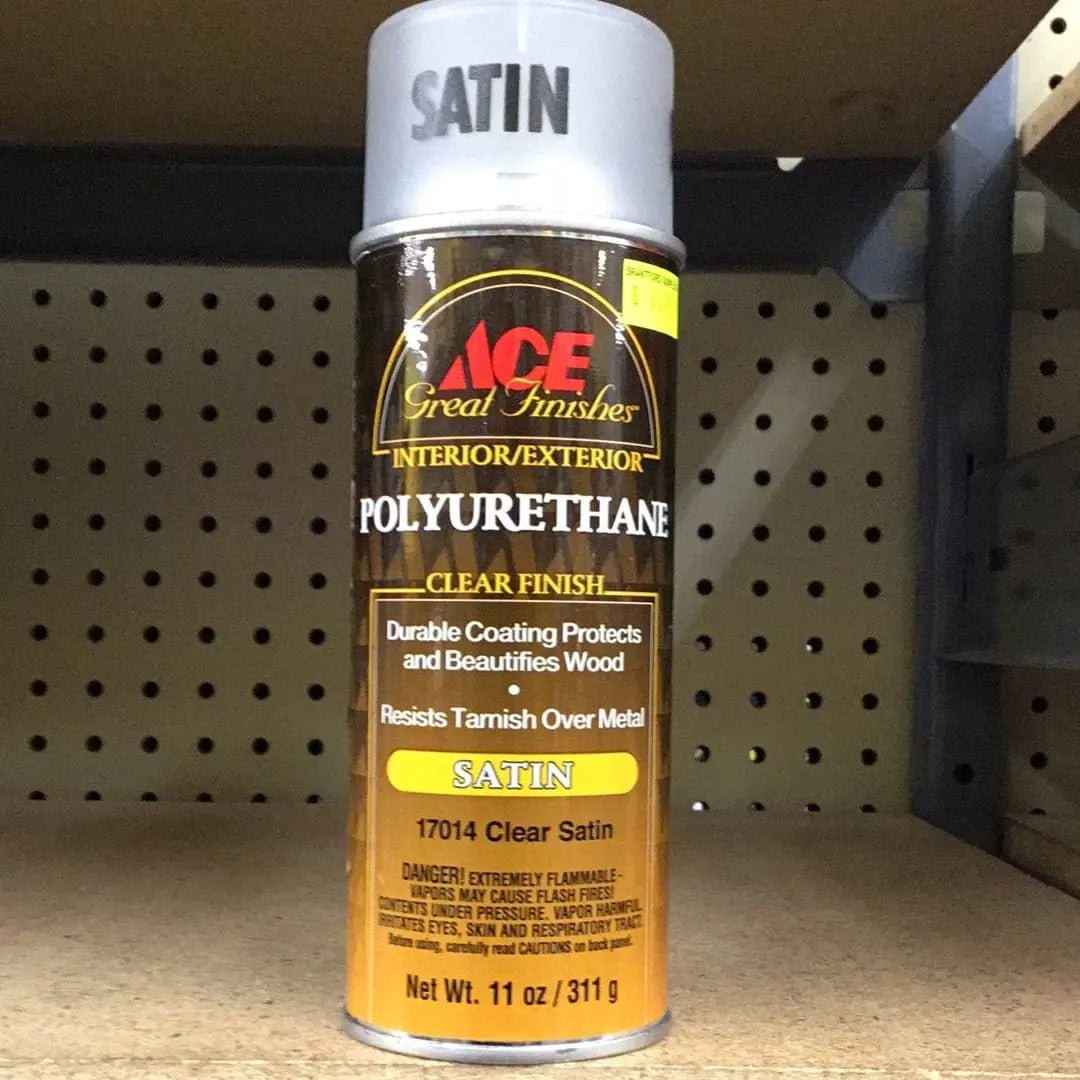 SATIN
ACE
Great Finishes™
INTERIOR/EXTERIOR
POLYURETHANE
CLEAR FINISH
Durable Coating Protects
and Beautifies Wood
•
Resists Tarnish Over Metal
SATIN
17014 Clear Satin
DANGER! EXTREMELY FLAMMABLE -
VAPORS MAY CAUSE FLASH FIRES!
CONTENTS UNDER PRESSURE. VAPOR HARMFUL.
IRRITATES EYES, SKIN AND RESPIRATORY TRACT.
Before using, carefully read CAUTIONS on back panel.
Net Wt. 11 oz / 311 g